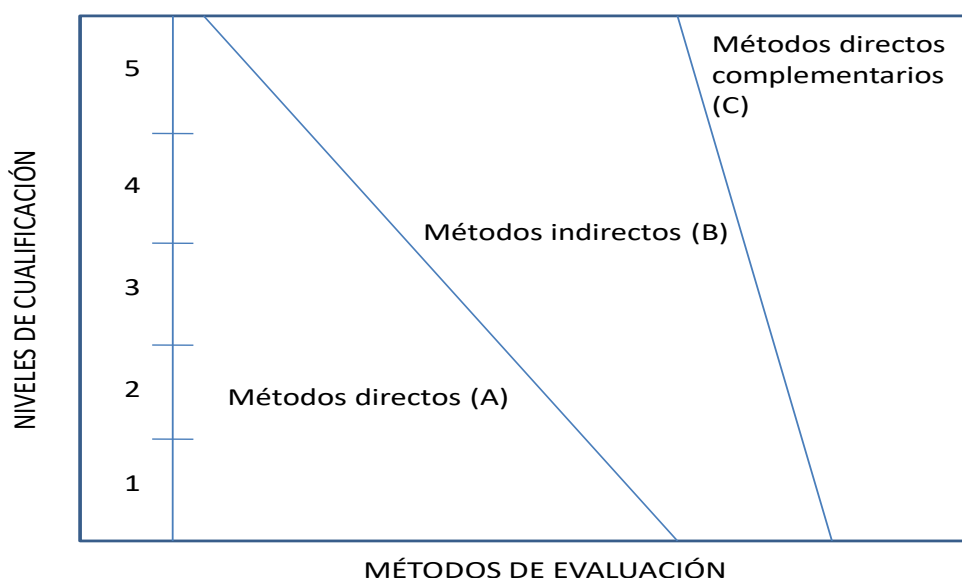 Métodos directos
complementarios
(C)
5
4
Métodos indirectos (B)
3
2
Métodos directos (A)
1
NIVELES DE CUALIFICACIÓN
MÉTODOS DE EVALUACIÓN